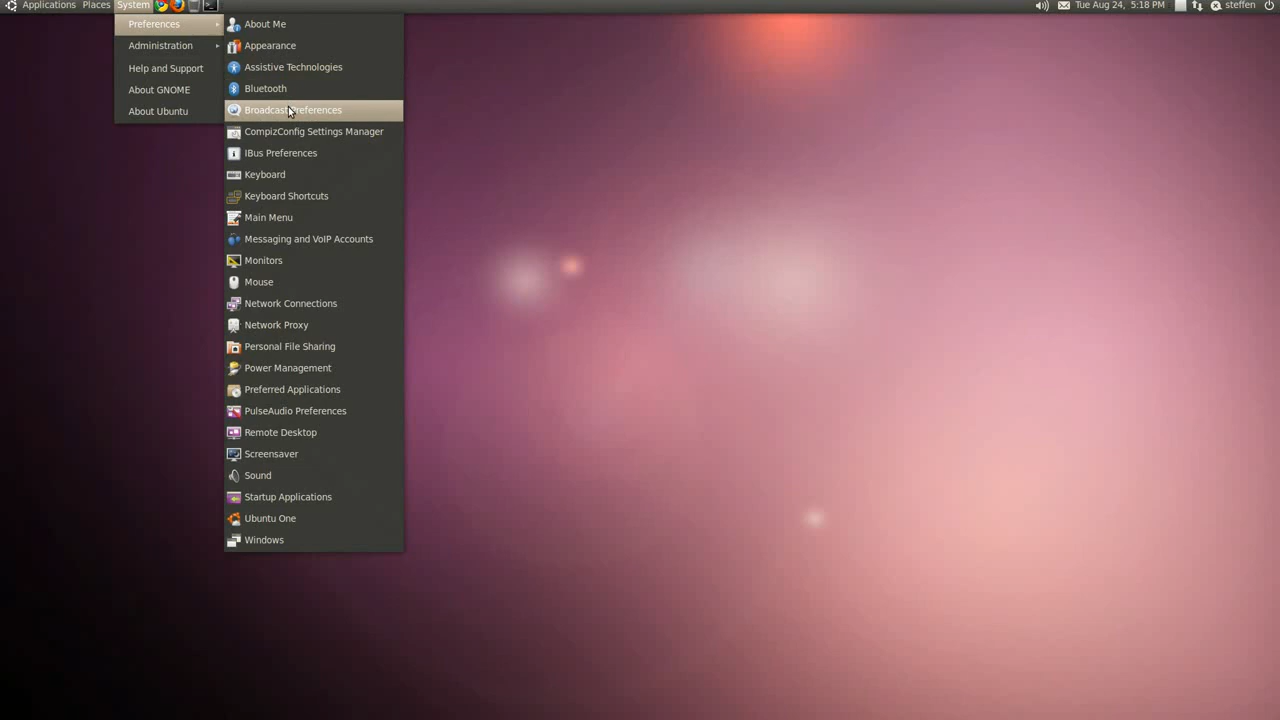 Applications Places System Tue Aug 24, 5:18 PM steffen
Preferences
Administration
Help and Support
About GNOME
About Ubuntu
About Me
Appearance
Assistive Technologies
Bluetooth
Broadcast Preferences
CompizConfig Settings Manager
IBus Preferences
Keyboard
Keyboard Shortcuts
Main Menu
Messaging and VoIP Accounts
Monitors
Mouse
Network Connections
Network Proxy
Personal File Sharing
Power Management
Preferred Applications
PulseAudio Preferences
Remote Desktop
Screensaver
Sound
Startup Applications
Ubuntu One
Windows